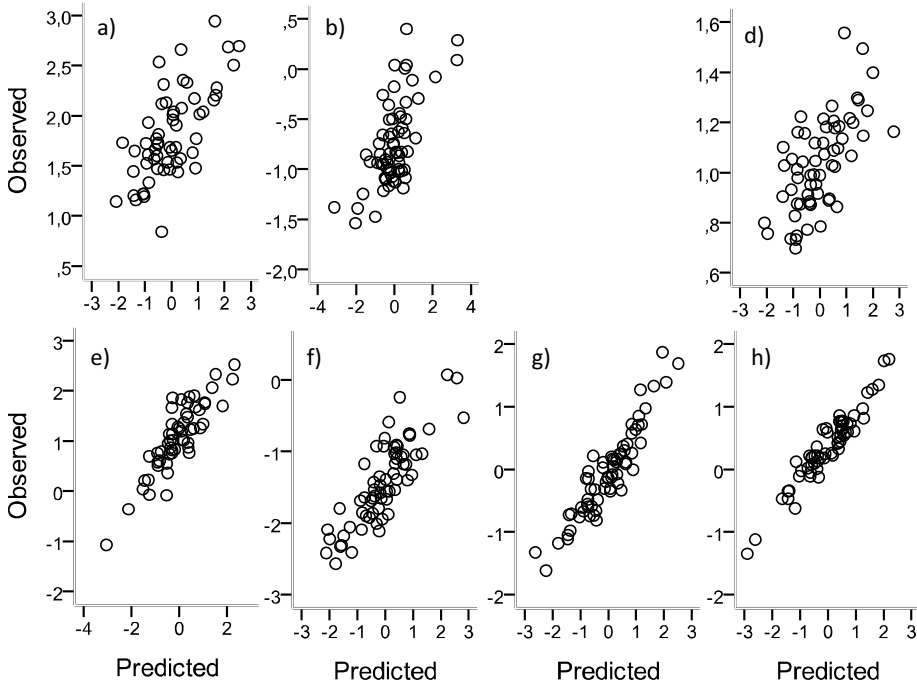 a)
3,0
2,5
2,0
1,5
1,0
,5
Observed
-3 -2 -1 0 1 2 3
b)
,5
,0
-,5
-1,0
-1,5
-2,0
-4 -2 0 2 4
d)
1,6
1,4
1,2
1,0
,8
,6
-3 -2 -1 0 1 2 3
e)
3
2
1
0
-1
-2
Observed
-4 -2 0 2
Predicted
f)
0
-1
-2
-3
-3 -2 -1 0 1 2 3
Predicted
g)
2
1
0
-1
-2
-3 -2 -1 0 1 2 3
Predicted
h)
2
1
0
-1
-2
-3 -2 -1 0 1 2 3
Predicted